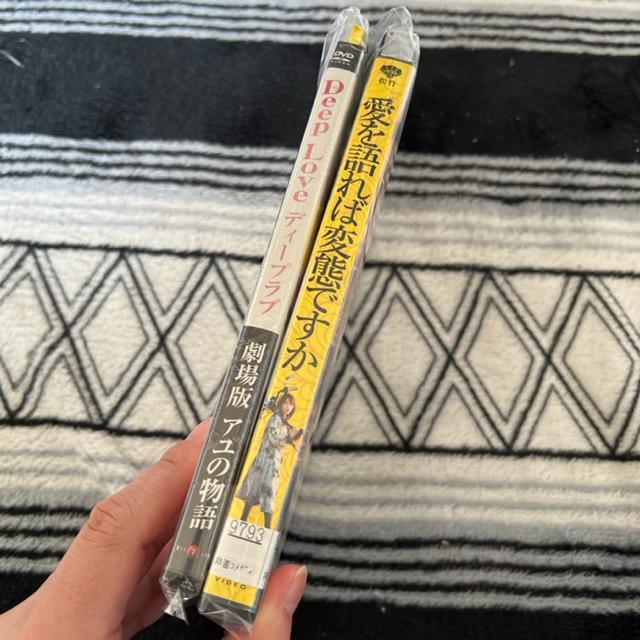 DVD
VIDEO
Deep Love ディープラブ
劇場版 アユの物語
松竹
愛を語れば変態ですか
9793
VIDEO